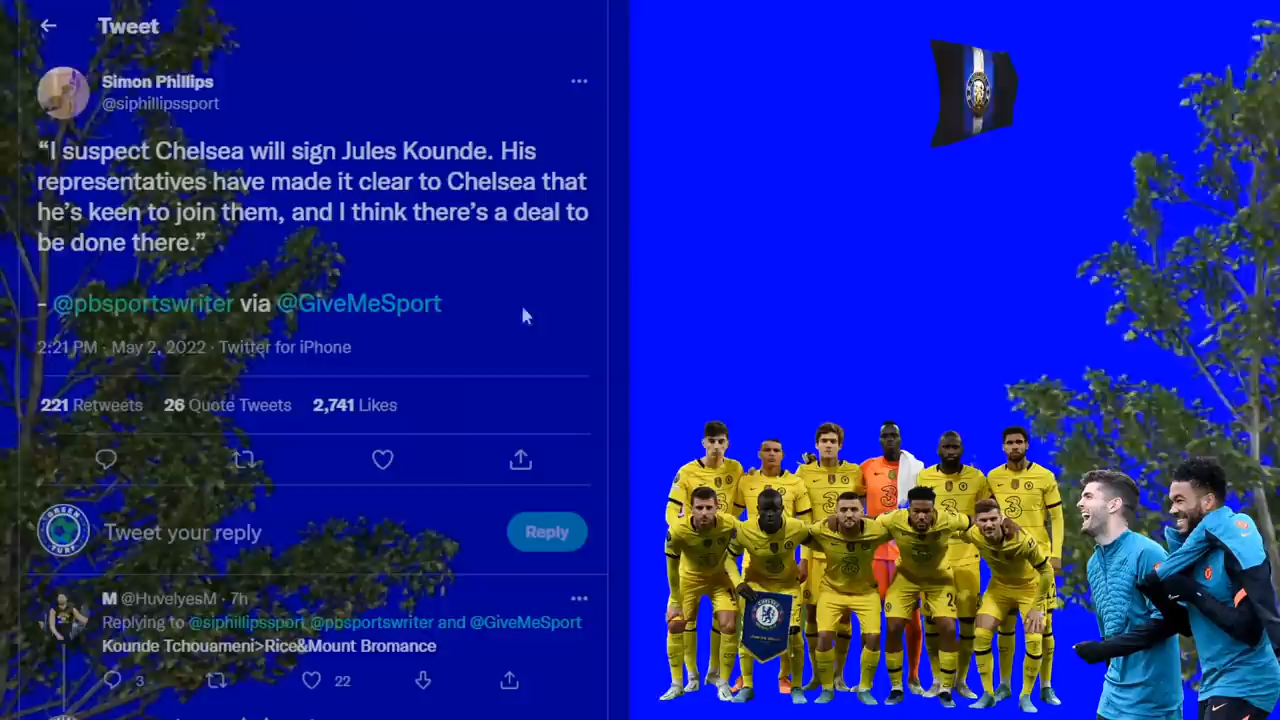 Tweet
Simon Phillips
@siphillipssport
“I suspect Chelsea will sign Jules Kounde. His
representatives have made it clear to Chelsea that
he’s keen to join them, and I think there’s a deal to
be done there.”
- @pbsportswriter via @GiveMeSport
2:21 PM · May 2, 2022 · Twitter for iPhone
221 Retweets 26 Quote Tweets 2,741 Likes
Tweet your reply
Reply
M @HuvelyesM · 7h
Replying to @siphillipssport @pbsportswriter and @GiveMeSport
Kounde Tchouameni>Rice&Mount Bromance
3 22